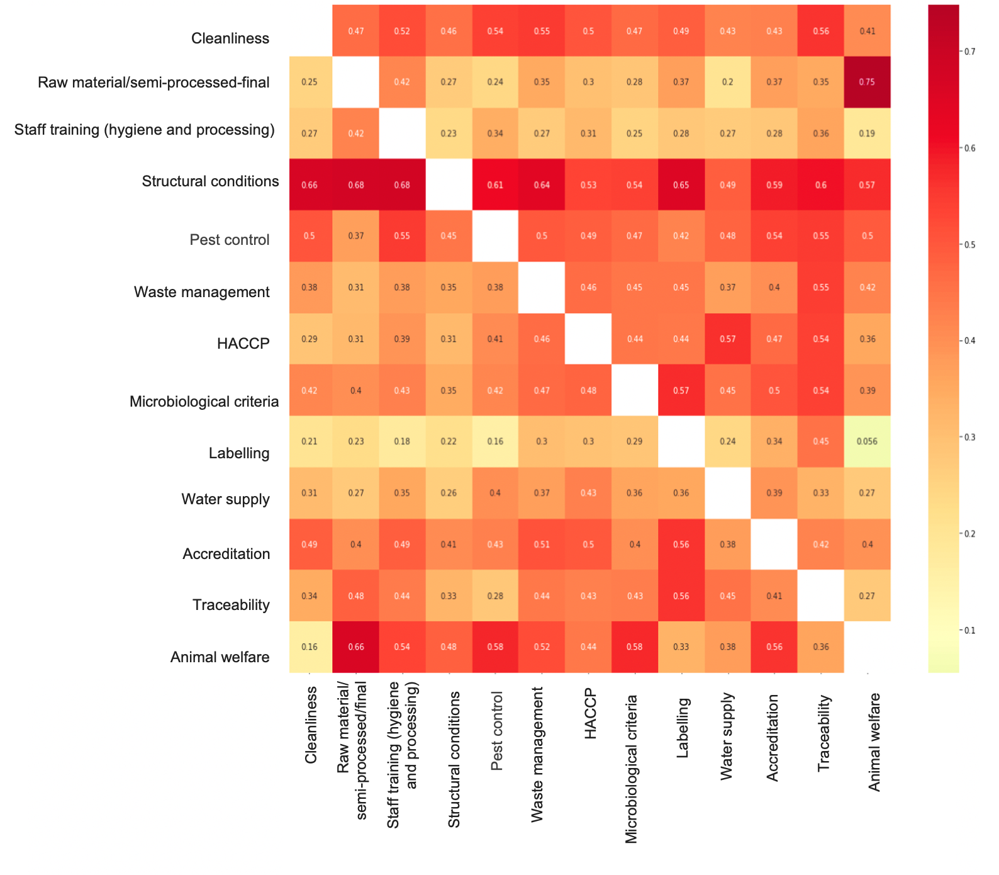 Cleanliness 0.47 0.52 0.46 0.54 0.55 0.5 0.47 0.49 0.43 0.43 0.56 0.41
Raw material/semi-processed-final 0.25 0.42 0.27 0.24 0.35 0.3 0.28 0.37 0.2 0.37 0.35 0.75
Staff training (hygiene and processing) 0.27 0.42 0.23 0.34 0.27 0.31 0.25 0.28 0.27 0.28 0.36 0.19
Structural conditions 0.66 0.68 0.68 0.61 0.64 0.53 0.54 0.65 0.49 0.59 0.6 0.57
Pest control 0.5 0.37 0.55 0.45 0.5 0.49 0.47 0.42 0.48 0.54 0.55 0.5
Waste management 0.38 0.31 0.38 0.35 0.38 0.46 0.45 0.45 0.37 0.4 0.55 0.42
HACCP 0.29 0.31 0.39 0.31 0.41 0.46 0.44 0.44 0.57 0.47 0.54 0.36
Microbiological criteria 0.42 0.4 0.43 0.35 0.42 0.47 0.48 0.57 0.45 0.5 0.54 0.39
Labelling 0.21 0.23 0.18 0.22 0.16 0.3 0.3 0.29 0.24 0.34 0.45 0.056
Water supply 0.31 0.27 0.35 0.26 0.4 0.37 0.43 0.36 0.36 0.39 0.33 0.27
Accreditation 0.49 0.4 0.49 0.41 0.43 0.51 0.5 0.4 0.56 0.38 0.42 0.4
Traceability 0.34 0.48 0.44 0.33 0.28 0.44 0.43 0.43 0.56 0.45 0.41 0.27
Animal welfare 0.16 0.66 0.54 0.48 0.58 0.52 0.44 0.58 0.33 0.38 0.56 0.36
Cleanliness
Raw material/
semi-processed/final
Staff training (hygiene
and processing)
Structural conditions
Pest control
Waste management
HACCP
Microbiological criteria
Labelling
Water supply
Accreditation
Traceability
Animal welfare
0.7
0.6
0.5
0.4
0.3
0.2
0.1